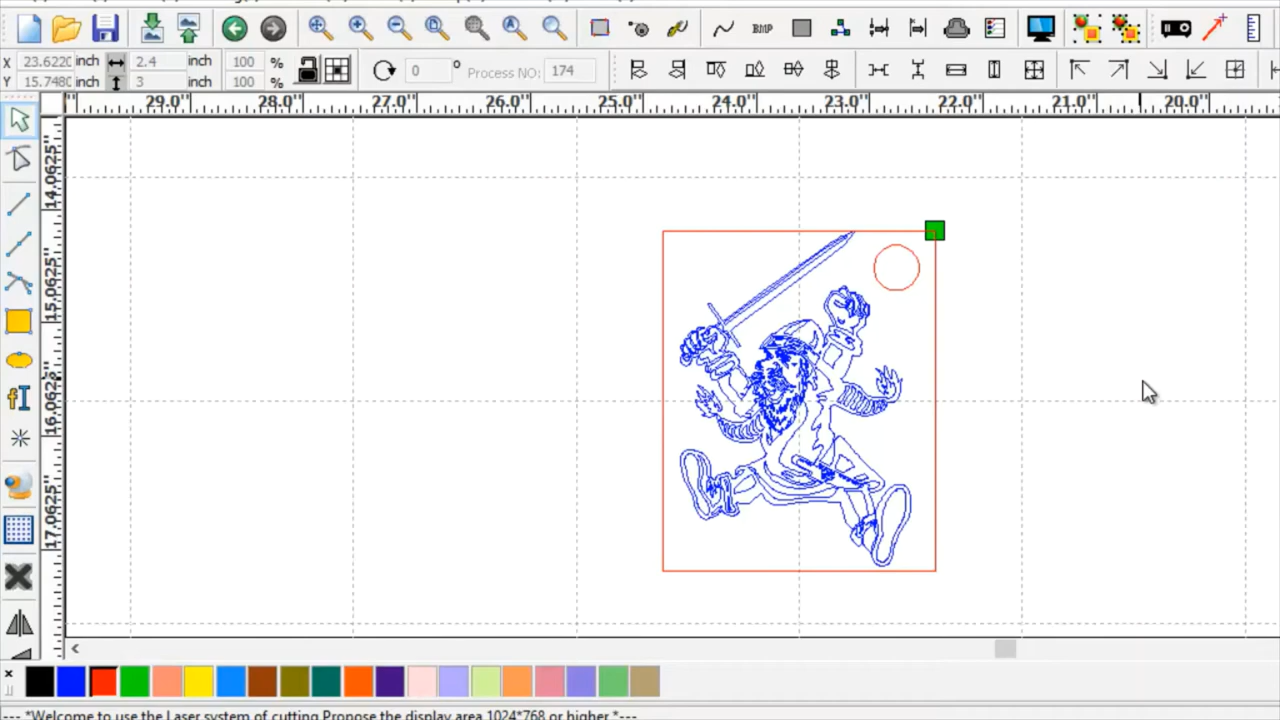 BMP
X 23.6220 inch 2.4 inch 100 %
Y 15.7480 inch 3 inch 100 %
0 ° Process NO: 174
29.0" 28.0" 27.0" 26.0" 25.0" 24.0" 23.0" 22.0" 21.0" 20.0"
14.0625"
15.0625"
16.0625"
17.0625"
--- *Welcome to use the Laser system of cutting,Propose the display area 1024*768 or higher *---